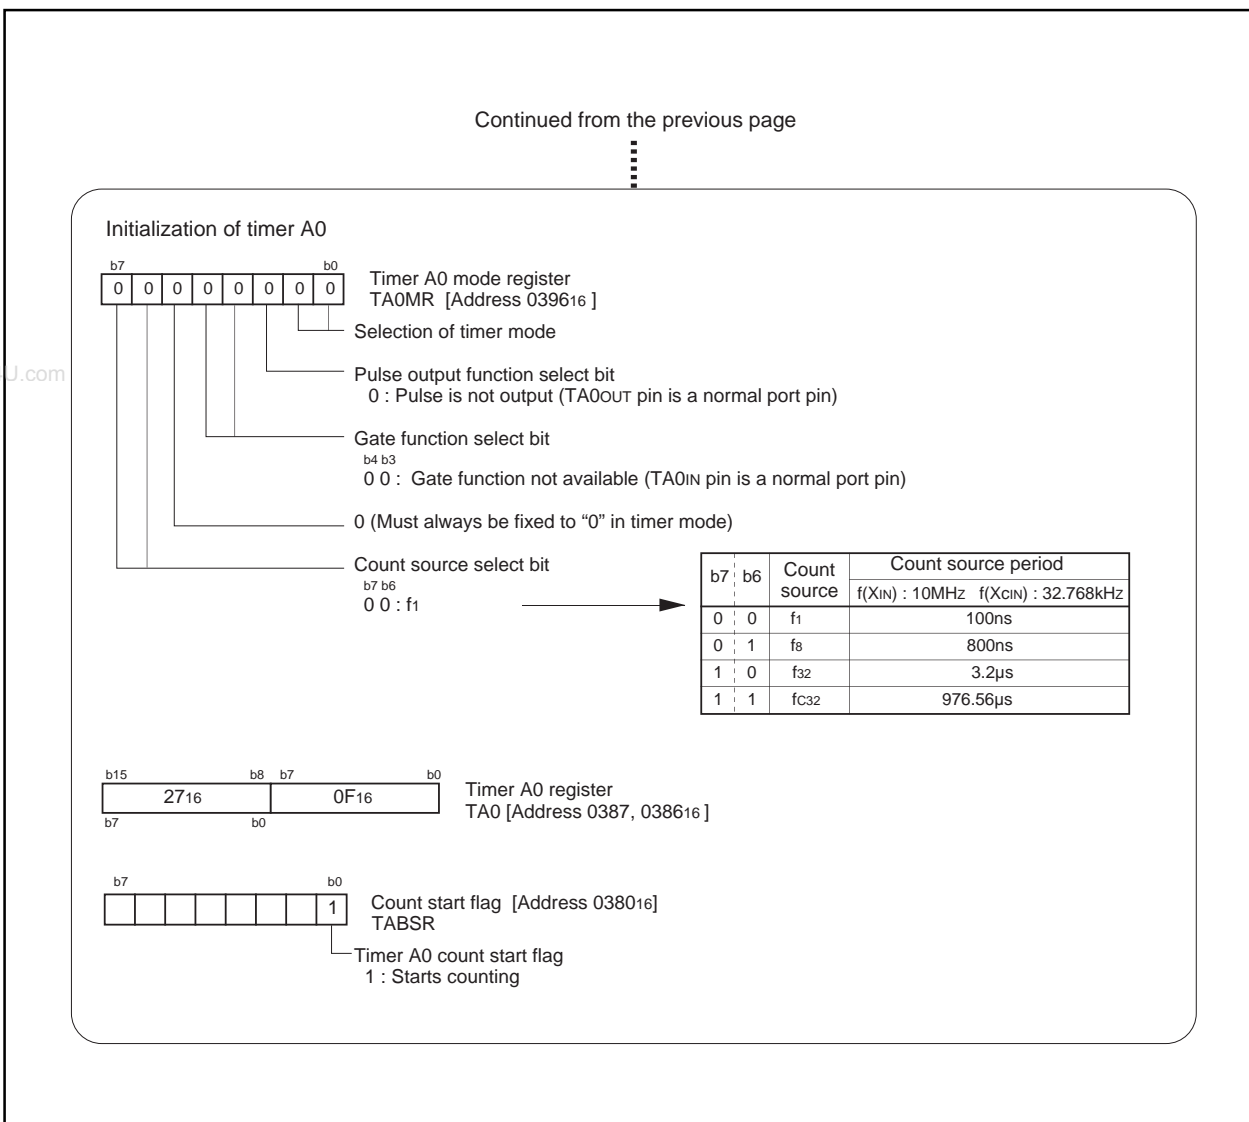 Continued from the previous page
Initialization of timer A0
b7 b0
0 0 0 0 0 0 0 0
Timer A0 mode register
TA0MR [Address 039616 ]
Selection of timer mode
U.com
Pulse output function select bit
0 : Pulse is not output (TA0OUT pin is a normal port pin)
Gate function select bit
b4 b3
0 0 : Gate function not available (TA0IN pin is a normal port pin)
0 (Must always be fixed to “0” in timer mode)
Count source select bit
b7 b6
0 0 : f1
b7 b6 Count source Count source period
f(XIN) : 10MHz f(XCIN) : 32.768kHz
0 0 f1 100ns
0 1 f8 800ns
1 0 f32 3.2µs
1 1 fC32 976.56µs
b15 b8 b7 b0
2716 0F16
b7 b0
Timer A0 register
TA0 [Address 0387, 038616 ]
b7 b0
1
Count start flag [Address 038016]
TABSR
Timer A0 count start flag
1 : Starts counting